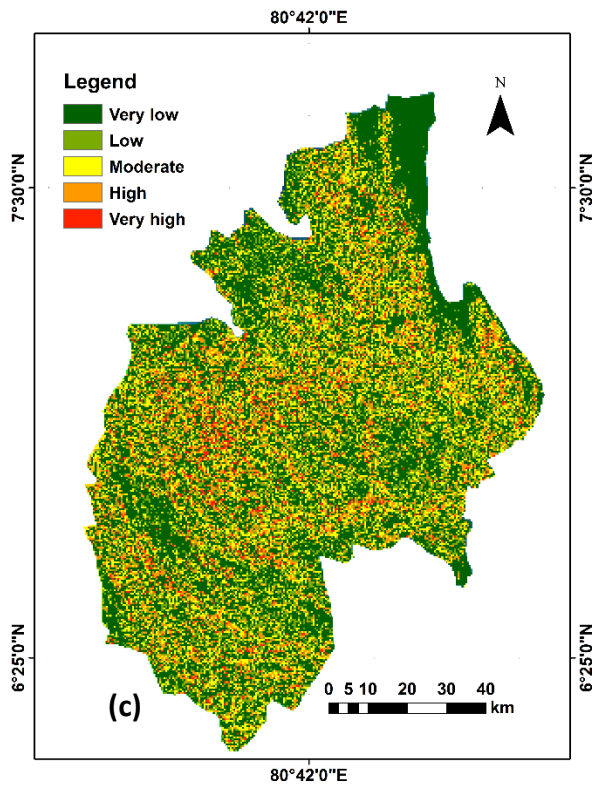 80°42'0"E
Legend
Very low
Low
Moderate
High
Very high
N
7°30'0"N
7°30'0"N
6°25'0"N
6°25'0"N
(c)
0 5 10 20 30 40
km
80°42'0"E